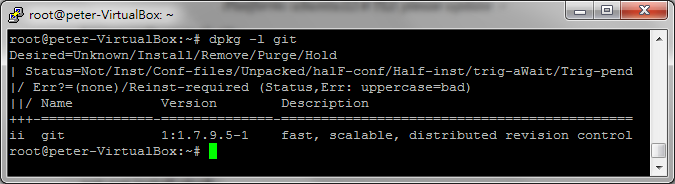 root@peter-VirtualBox: ~
root@peter-VirtualBox:~# dpkg -l git
Desired=Unknown/Install/Remove/Purge/Hold
| Status=Not/Inst/Conf-files/Unpacked/halF-conf/Half-inst/trig-aWait/Trig-pend
|/ Err?=(none)/Reinst-required (Status,Err: uppercase=bad)
||/ Name           Version        Description
+++-==============-==============-============================================
ii  git            1:1.7.9.5-1    fast, scalable, distributed revision control
root@peter-VirtualBox:~#